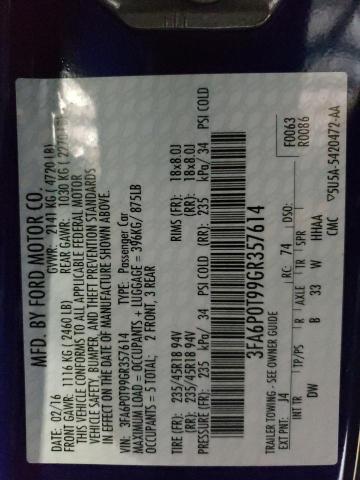 MFD. BY FORD MOTOR CO.
DATE: 02/16 GVWR: 2141 KG (4720 LB)
FRONT GAWR: 1116 KG (2460 LB) REAR GAWR: 1030 KG (2270 LB)
VEHICLE CONFORMS TO ALL APPLICABLE FEDERAL MOTOR
VEHICLE SAFETY, BUMPER, AND THEFT PREVENTION STANDARDS
IN EFFECT ON THE DATE OF MANUFACTURE SHOWN ABOVE.
VIN: 3FA6P0T99GR357614 TYPE: Passenger Car
MAXIMUM LOAD = OCCUPANTS + LUGGAGE = 396KG/ 875LB
OCCUPANTS = 5 TOTAL: 2 FRONT, 3 REAR
TIRE (FR): 235/45R18 94V RIMS (FR): 18x8.0J
TIRE (RR): 235/45R18 94V RIMS (RR): 18x8.0J
PRESSURE (FR): 235 kPa/ 34 PSI COLD (RR): 235 kPa/ 34 PSI COLD
3FA6P0T99GR357614
F0063
R0086
TRAILER TOWING - SEE OWNER GUIDE
EXT PNT: J4 RC: 74 DSO:
INT TR TP/PS R AXLE TR SPR
DW J B 33 W HHAA
CMC ▽5U5A-5420472-AA